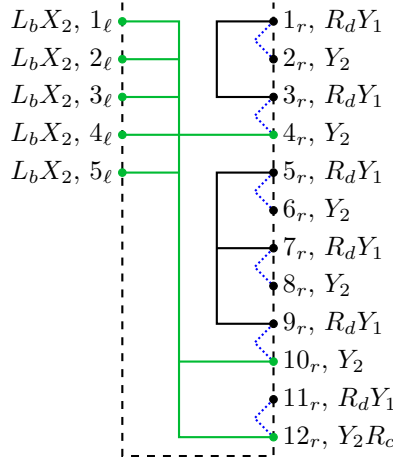 L_bX_2, 1_ℓ 1_r, R_dY_1
L_bX_2, 2_ℓ 2_r, Y_2
L_bX_2, 3_ℓ 3_r, R_dY_1
L_bX_2, 4_ℓ 4_r, Y_2
L_bX_2, 5_ℓ 5_r, R_dY_1
6_r, Y_2
7_r, R_dY_1
8_r, Y_2
9_r, R_dY_1
10_r, Y_2
11_r, R_dY_1
12_r, Y_2R_c